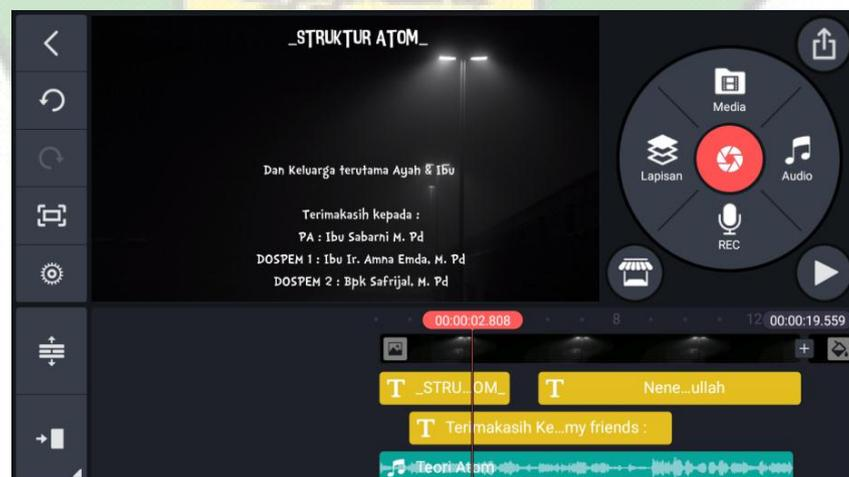 _STRUKTUR ATOM_
Dan Keluarga terutama Ayah & Ibu
Terimakasih kepada :
PA : Ibu Sabarni M. Pd
DOSPEM 1 : Ibu Ir. Amna Emda, M. Pd
DOSPEM 2 : Bpk Safrijal, M. Pd
Media
Lapisan
Audio
REC
00:00:02.808
8
12
00:00:19.559
T _STRU...OM_
T Nene...ullah
T Terimakasih Ke...my friends :
Teori Atom